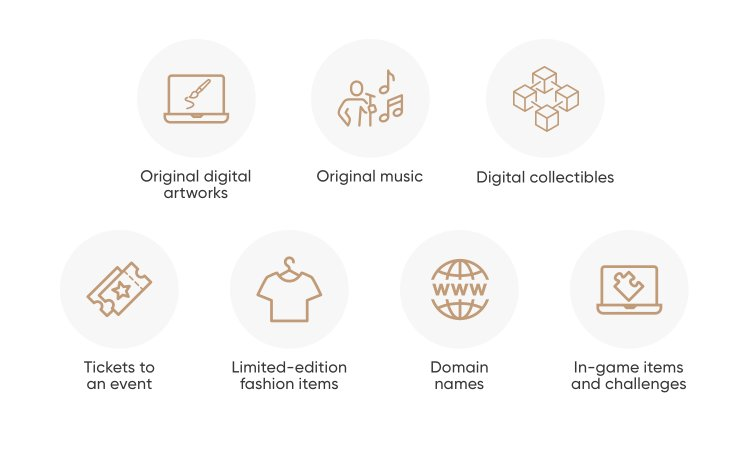 Original digital
artworks
Original music
Digital collectibles
Tickets to
an event
Limited-edition
fashion items
WWW
Domain
names
In-game items
and challenges